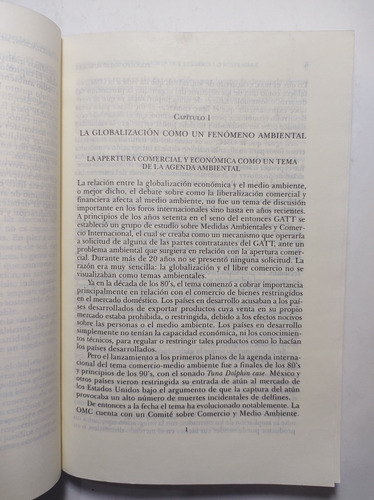 CAPÍTULO I
LA GLOBALIZACIÓN COMO UN FENÓMENO AMBIENTAL
LA APERTURA COMERCIAL Y ECONÓMICA COMO UN TEMA
DE LA AGENDA AMBIENTAL
La relación entre la globalización económica y el medio ambiente,
o mejor dicho, el debate sobre como la liberalización comercial y
financiera afecta al medio ambiente, no fue un tema de discusión
importante en los foros internacionales sino hasta en años recientes.
A principios de los años setenta en el seno del entonces GATT se
estableció un grupo de estudio sobre Medidas Ambientales y Comer-
cio Internacional, el cual se creaba como un mecanismo que operaría
a solicitud de alguna de las partes contratantes del GATT, ante un
problema ambiental que surgiera en relación con la apertura comer-
cial. Durante más de 20 años no se presentó ninguna solicitud. La
razón era muy sencilla: la globalización y el libre comercio no se
visualizaban como temas ambientales.
Ya en la década de los 80's, el tema comenzó a cobrar importancia
principalmente en relación con el comercio de bienes restringidos
en el mercado doméstico. Los países en desarrollo acusaban a los paí-
ses desarrollados de exportar productos cuya venta en su propio
mercado estaba prohibida, o restringida, debido a los efectos nocivos
sobre las personas o el medio ambiente. Los países en desarrollo
simplemente no tenían la capacidad económica, ni los conocimien-
tos técnicos, para regular o restringir tales productos como lo hacían
los países desarrollados.
Pero el lanzamiento a los primeros planos de la agenda interna-
cional del tema comercio-medio ambiente fue a finales de los 80's
y principios de los 90's, con el sonado Tuna Dolphin case. México y
otros países vieron restringida su entrada de atún al mercado de
los Estados Unidos bajo el argumento de que la captura del atún
provocaba un alto número de muertes incidentales de delfines.
De entonces a la fecha el tema ha evolucionado notablemente. La
OMC cuenta con un Comité sobre Comercio y Medio Ambiente.
1